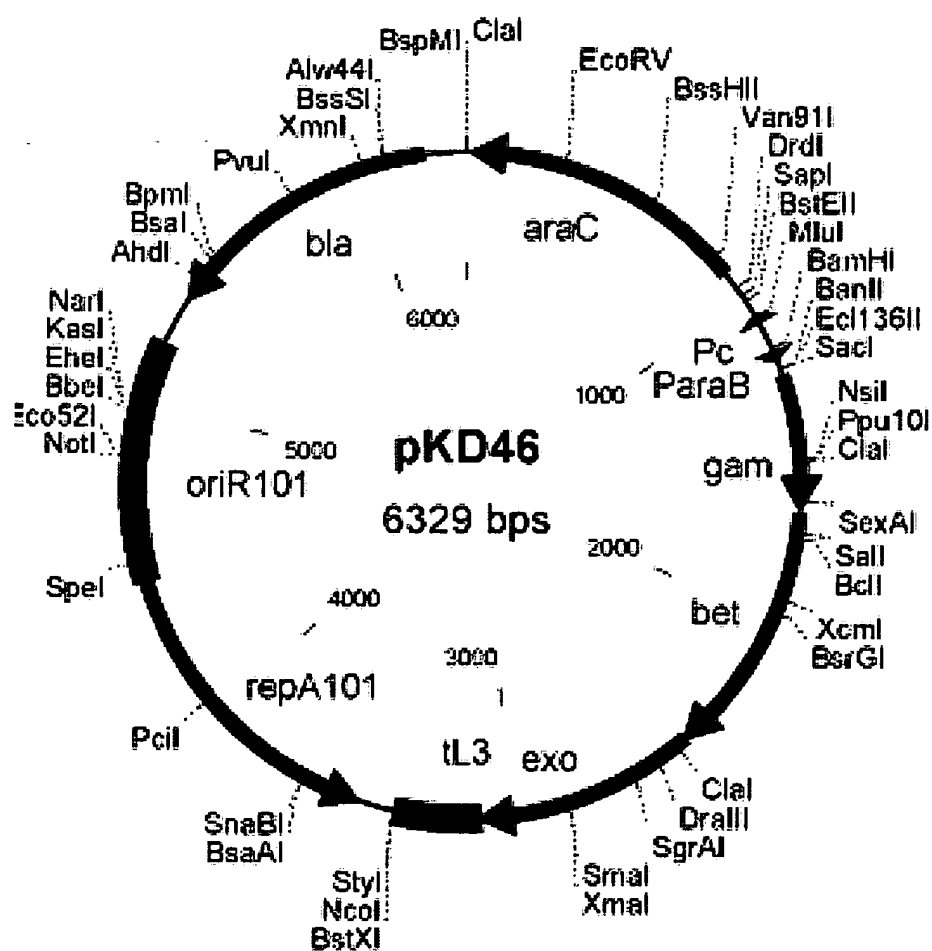 BspMI
ClaI
Alw44I
BssSI
XmnI
PvuI
BpmI
BsaI
AhdI
EcoRV
BssHII
Van91I
DrdI
SapI
BstEII
MluI
BamHI
BanII
Ecl136II
SacI
NsiI
Ppu10I
ClaI
SexAI
SalI
BclI
XcmI
BsrGI
ClaI
DraIII
SgrAI
SmaI
XmaI
StyI
NcoI
BstXI
SnaBI
BsaAI
PciI
SpeI
NarI
KasI
EheI
BbeI
Eco52I
NotI
bla
araC
Pc
ParaB
gam
bet
exo
tL3
repA101
oriR101
6000
1000
2000
3000
4000
5000
pKD46
6329 bps